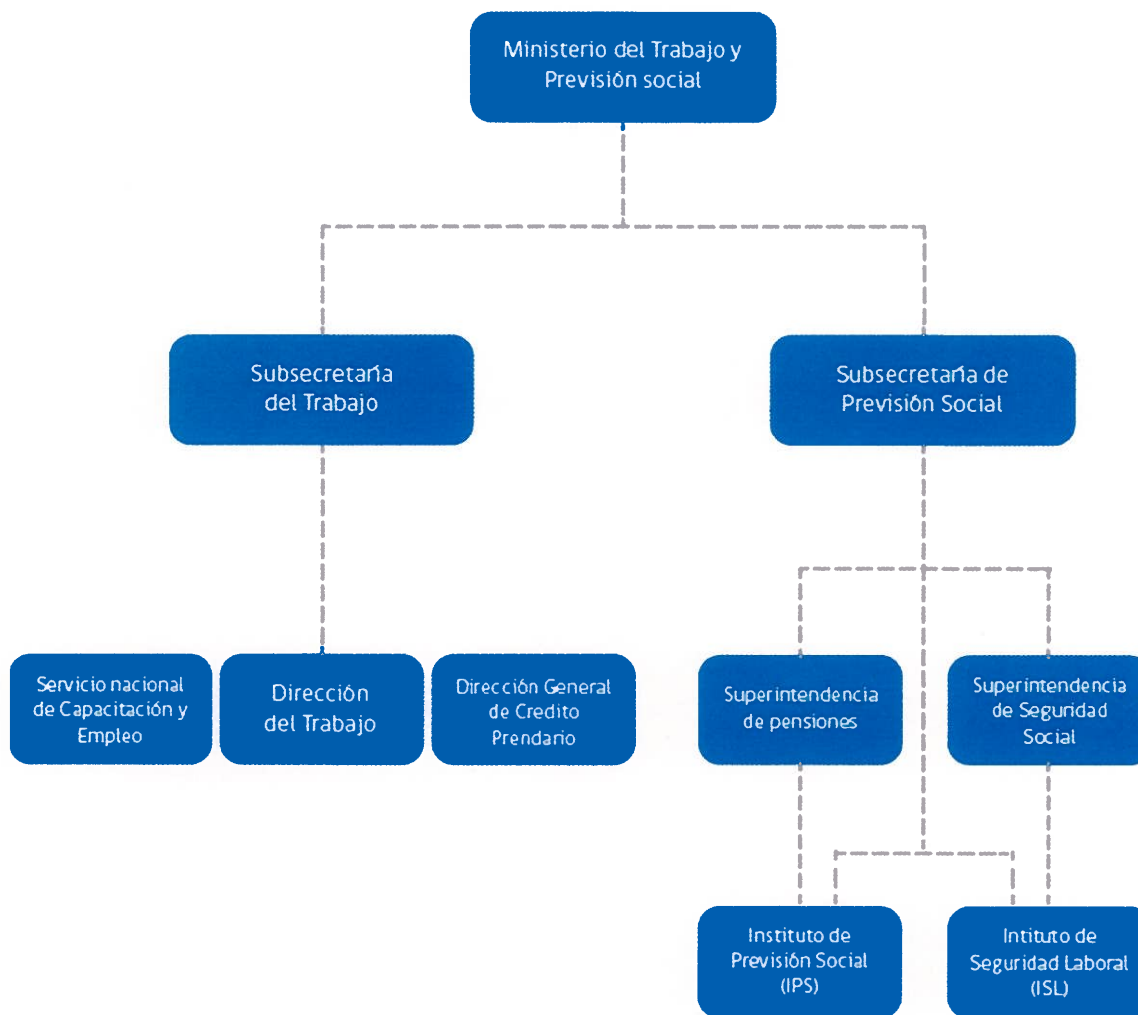 Ministerio del Trabajo y
Previsión social
Subsecretaría
del Trabajo
Subsecretaría de
Previsión Social
Servicio nacional
de Capacitación y
Empleo
Dirección
del Trabajo
Dirección General
de Credito
Prendario
Superintendencia
de pensiones
Superintendencia
de Seguridad
Social
Instituto de
Previsión Social
(IPS)
Intituto de
Seguridad Laboral
(ISL)